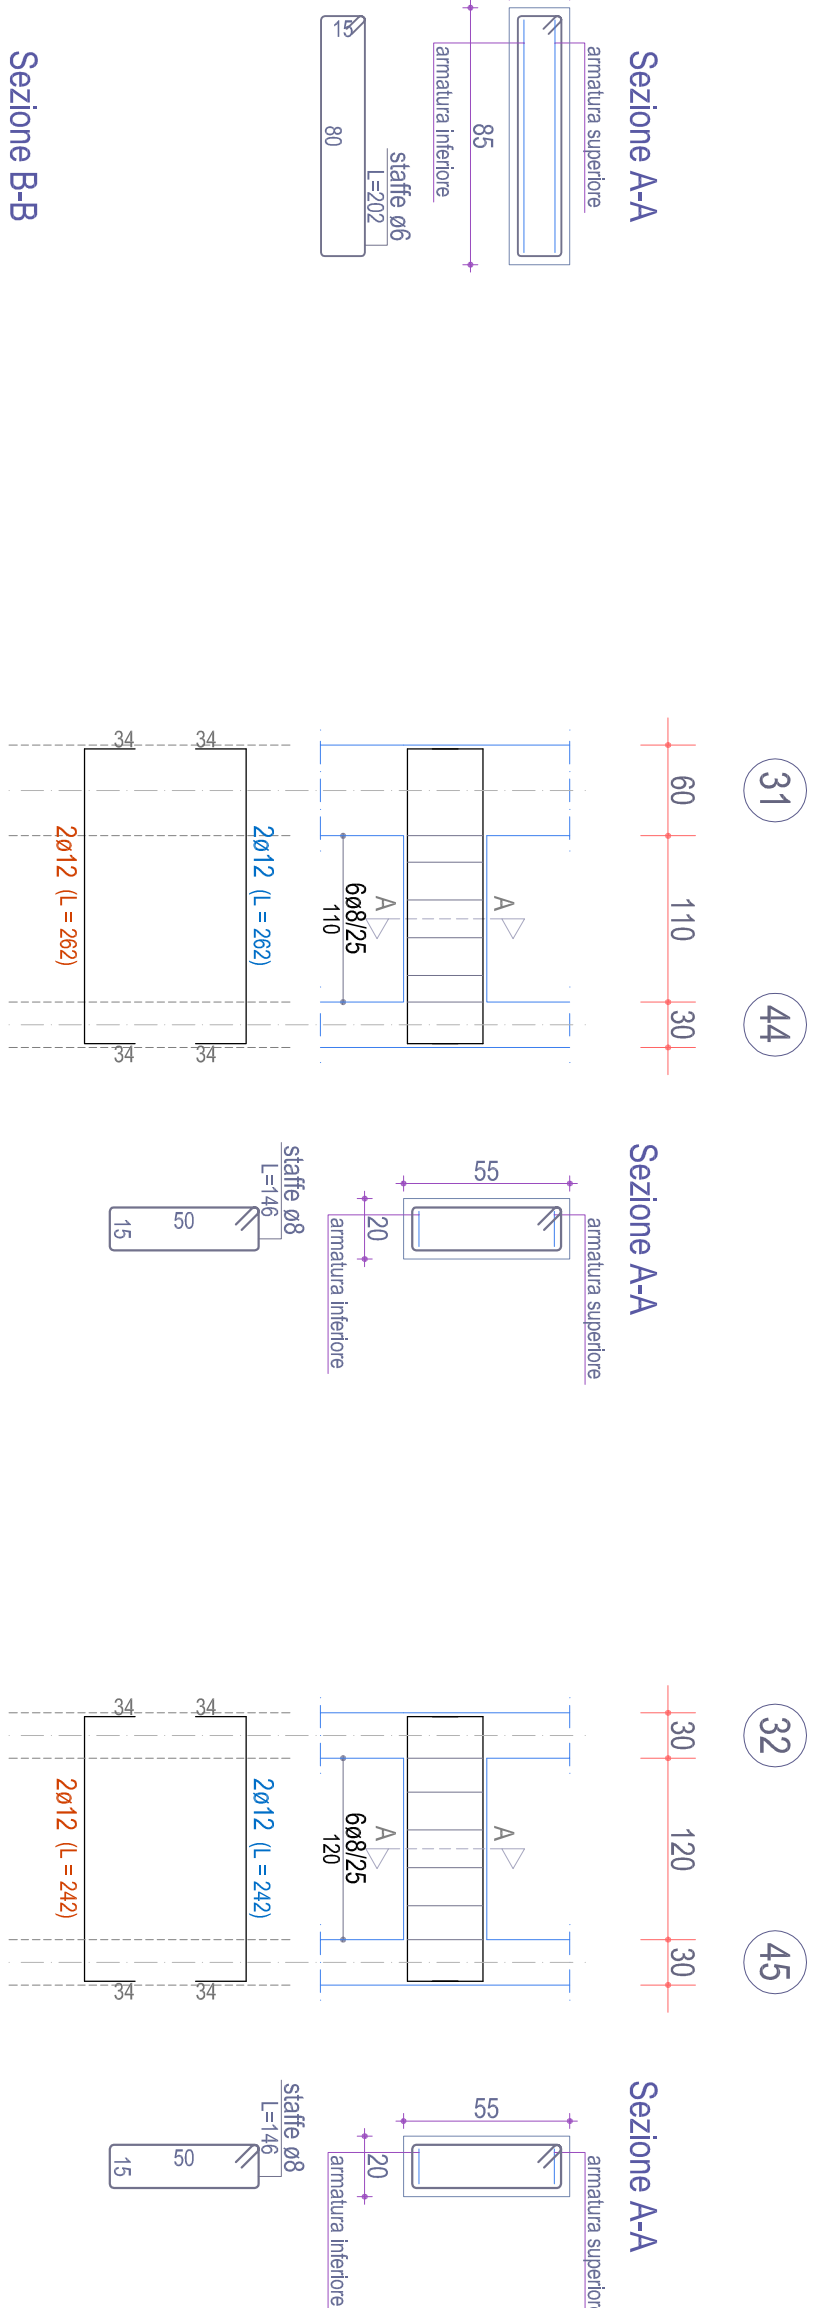 Sezione A-A
armatura superiore
85
armatura inferiore
staffe ø6
L=202
15
80
Sezione B-B
31
44
60
110
30
A
A
6ø8/25
110
2ø12 (L = 262)
34
34
2ø12 (L = 262)
34
34
Sezione A-A
armatura superiore
55
20
armatura inferiore
staffe ø8
L=146
50
15
32
45
30
120
30
A
A
6ø8/25
120
2ø12 (L = 242)
34
34
2ø12 (L = 242)
34
34
Sezione A-A
armatura superiore
55
20
armatura inferiore
staffe ø8
L=146
50
15